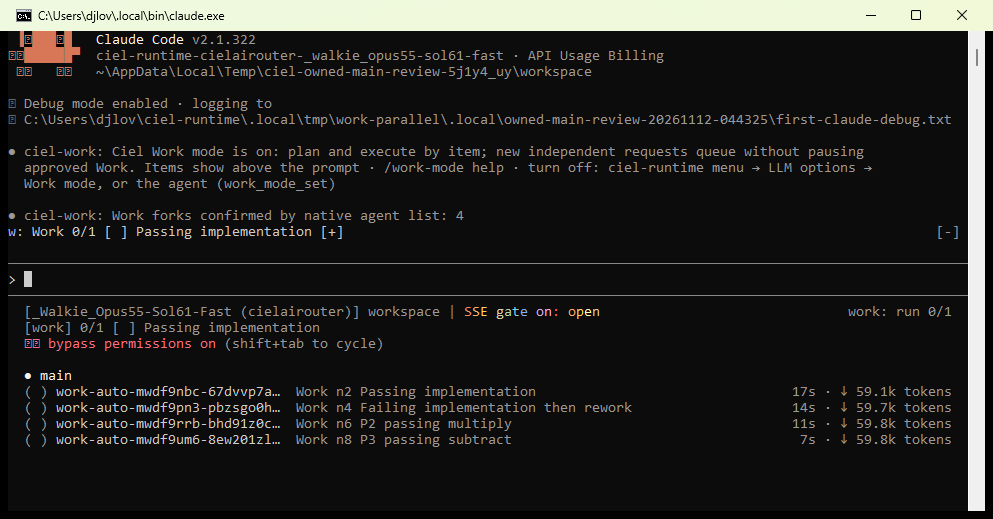 C:\Users\djlov\.local\bin\claude.exe
Claude Code v2.1.322
ciel-runtime-cielairouter-_walkie_opus55-sol61-fast · API Usage Billing
~\AppData\Local\Temp\ciel-owned-main-review-5j1y4_uy\workspace
Debug mode enabled · logging to
C:\Users\djlov\ciel-runtime\.local\tmp\work-parallel\.local\owned-main-review-20261112-044325\first-claude-debug.txt
● ciel-work: Ciel Work mode is on: plan and execute by item; new independent requests queue without pausing
approved Work. Items show above the prompt · /work-mode help · turn off: ciel-runtime menu → LLM options →
Work mode, or the agent (work_mode_set)
● ciel-work: Work forks confirmed by native agent list: 4
w: Work 0/1 [ ] Passing implementation [+] [-]
>
[_Walkie_Opus55-Sol61-Fast (cielairouter)] workspace | SSE gate on: open work: run 0/1
[work] 0/1 [ ] Passing implementation
bypass permissions on (shift+tab to cycle)
● main
( ) work-auto-mwdf9nbc-67dvvp7a… Work n2 Passing implementation 17s · ↓ 59.1k tokens
( ) work-auto-mwdf9pn3-pbzsgo0h… Work n4 Failing implementation then rework 14s · ↓ 59.7k tokens
( ) work-auto-mwdf9rrb-bhd91z0c… Work n6 P2 passing multiply 11s · ↓ 59.8k tokens
( ) work-auto-mwdf9um6-8ew201zl… Work n8 P3 passing subtract 7s · ↓ 59.8k tokens